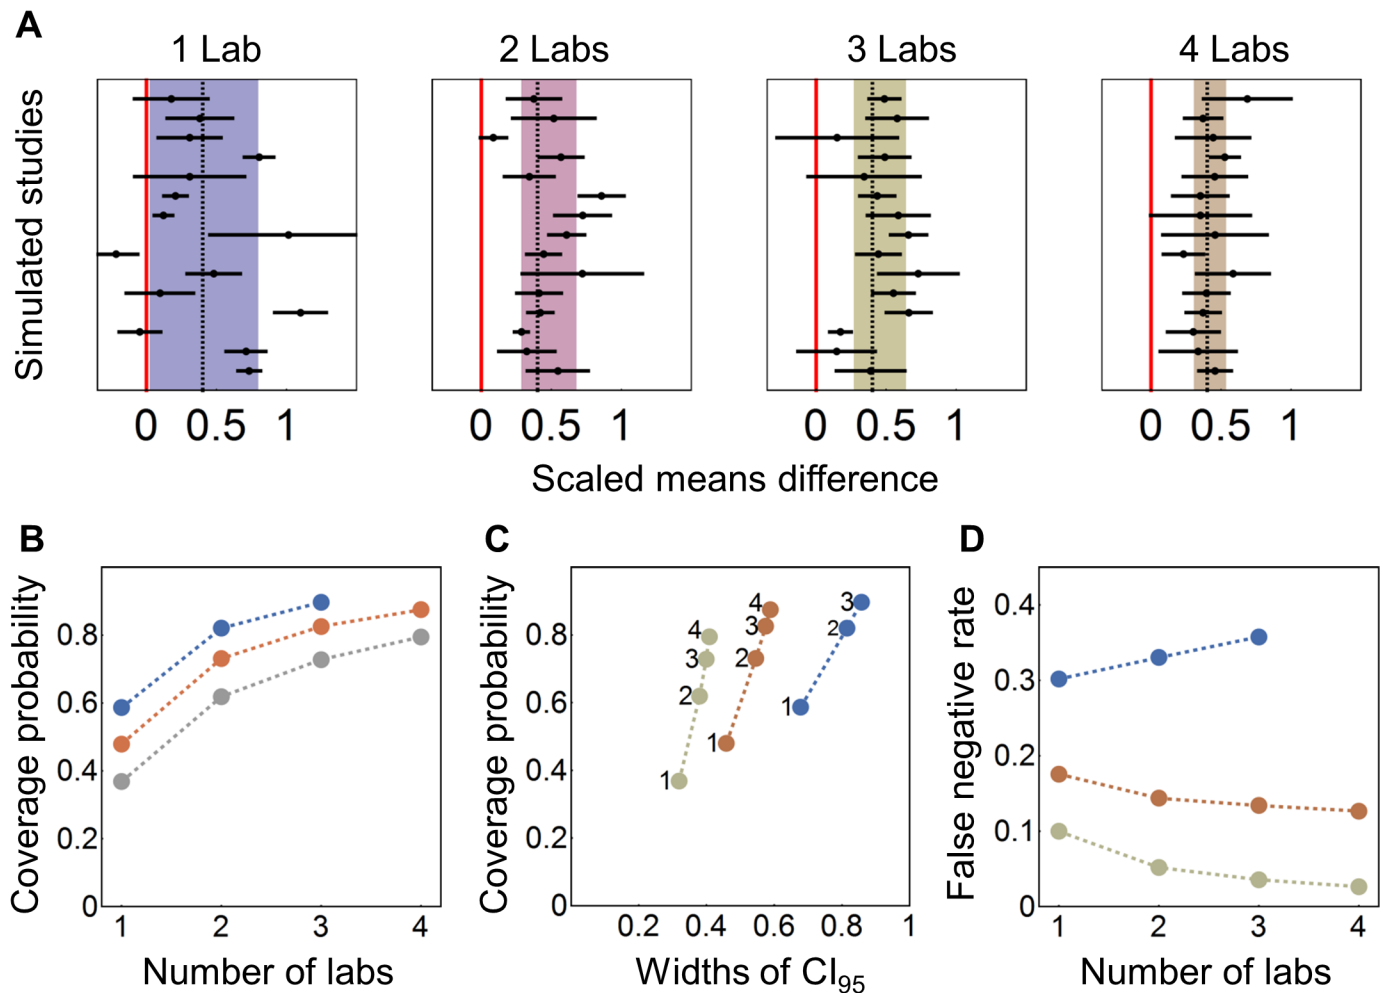 A
1 Lab 2 Labs 3 Labs 4 Labs
Simulated studies
0 0.5 1 0 0.5 1 0 0.5 1 0 0.5 1
Scaled means difference
B
Coverage probability
0.8
0.6
0.4
0.2
0
1 2 3 4
Number of labs
C
Coverage probability
0.8
0.6
0.4
0.2
0
4
3
2
1
4
3
2
1
3
2
1
0.2 0.4 0.6 0.8 1
Widths of CI95
D
False negative rate
0.4
0.3
0.2
0.1
0
1 2 3 4
Number of labs